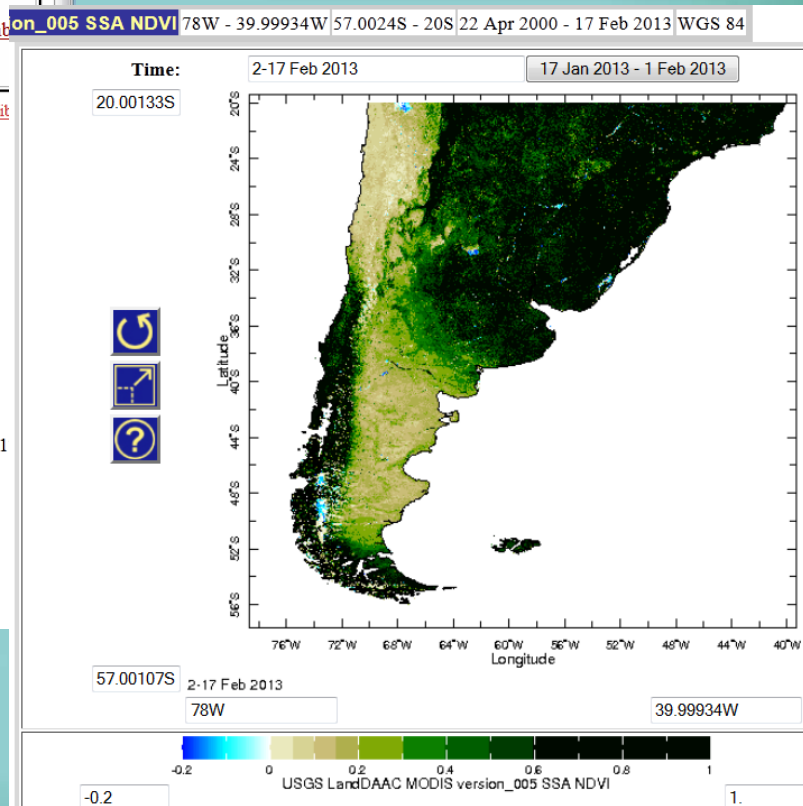 on_005 SSA NDVI 78W - 39.99934W 57.0024S - 20S 22 Apr 2000 - 17 Feb 2013 WGS 84
Time: 2-17 Feb 2013 17 Jan 2013 - 1 Feb 2013
20.00133S
20°S
24°S
28°S
32°S
36°S
40°S
44°S
48°S
52°S
56°S
Latitude
?
1
76°W 72°W 68°W 64°W 60°W 56°W 52°W 48°W 44°W 40°W
Longitude
57.00107S
2-17 Feb 2013
78W 39.99934W
-0.2 0 0.2 0.4 0.6 0.8 1
USGS LandDAAC MODIS version_005 SSA NDVI
-0.2 1.